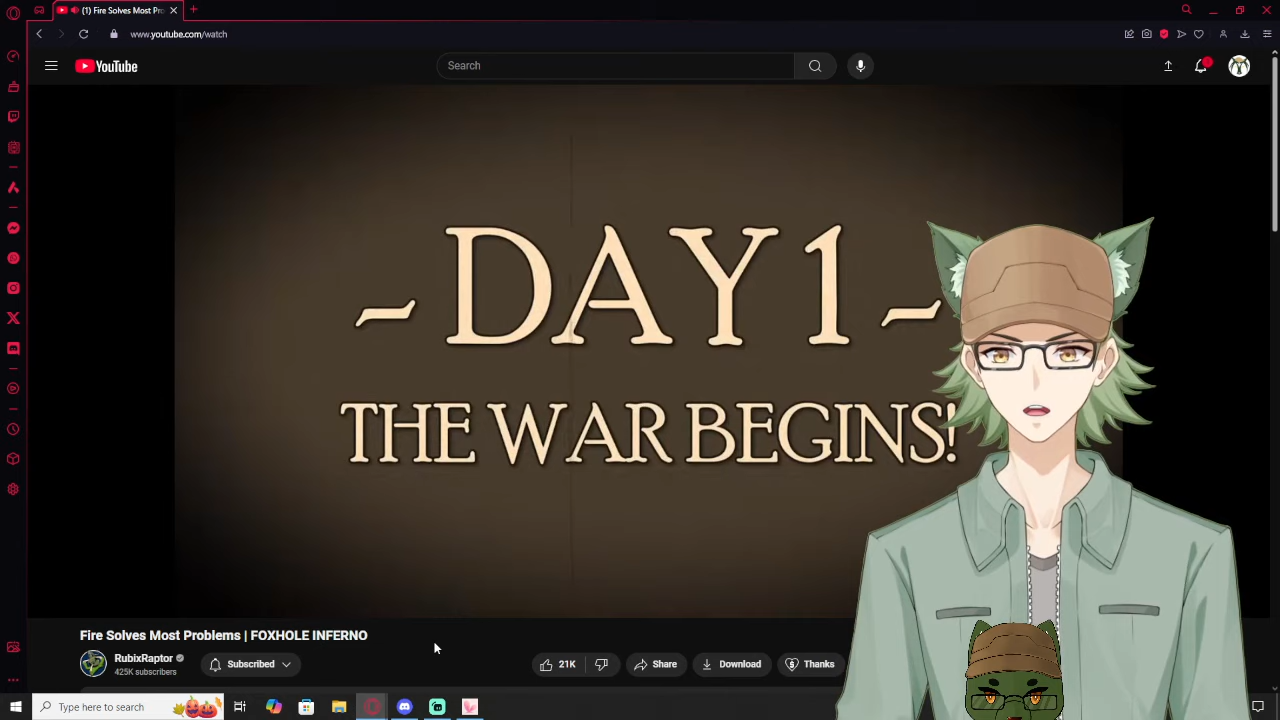 (1) Fire Solves Most Pro
www.youtube.com/watch
YouTube
Search
~ DAY 1 ~
THE WAR BEGINS!
Fire Solves Most Problems | FOXHOLE INFERNO
RubixRaptor
425K subscribers
Subscribed
21K
Share
Download
Thanks
Type here to search